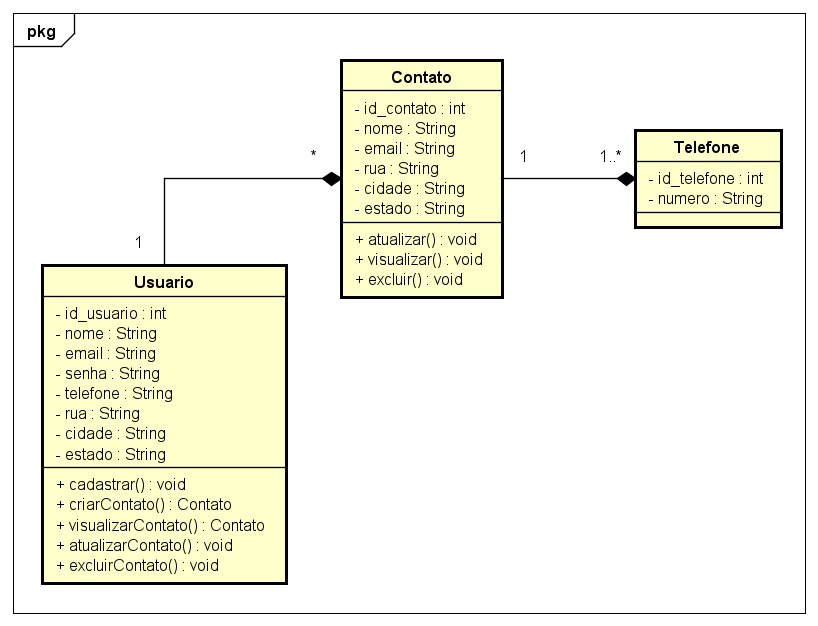 pkg
Contato
- id_contato : int
- nome : String
- email : String
- rua : String
- cidade : String
- estado : String
+ atualizar() : void
+ visualizar() : void
+ excluir() : void
*
1
1
1..*
Telefone
- id_telefone : int
- numero : String
Usuario
- id_usuario : int
- nome : String
- email : String
- senha : String
- telefone : String
- rua : String
- cidade : String
- estado : String
+ cadastrar() : void
+ criarContato() : Contato
+ visualizarContato() : Contato
+ atualizarContato() : void
+ excluirContato() : void